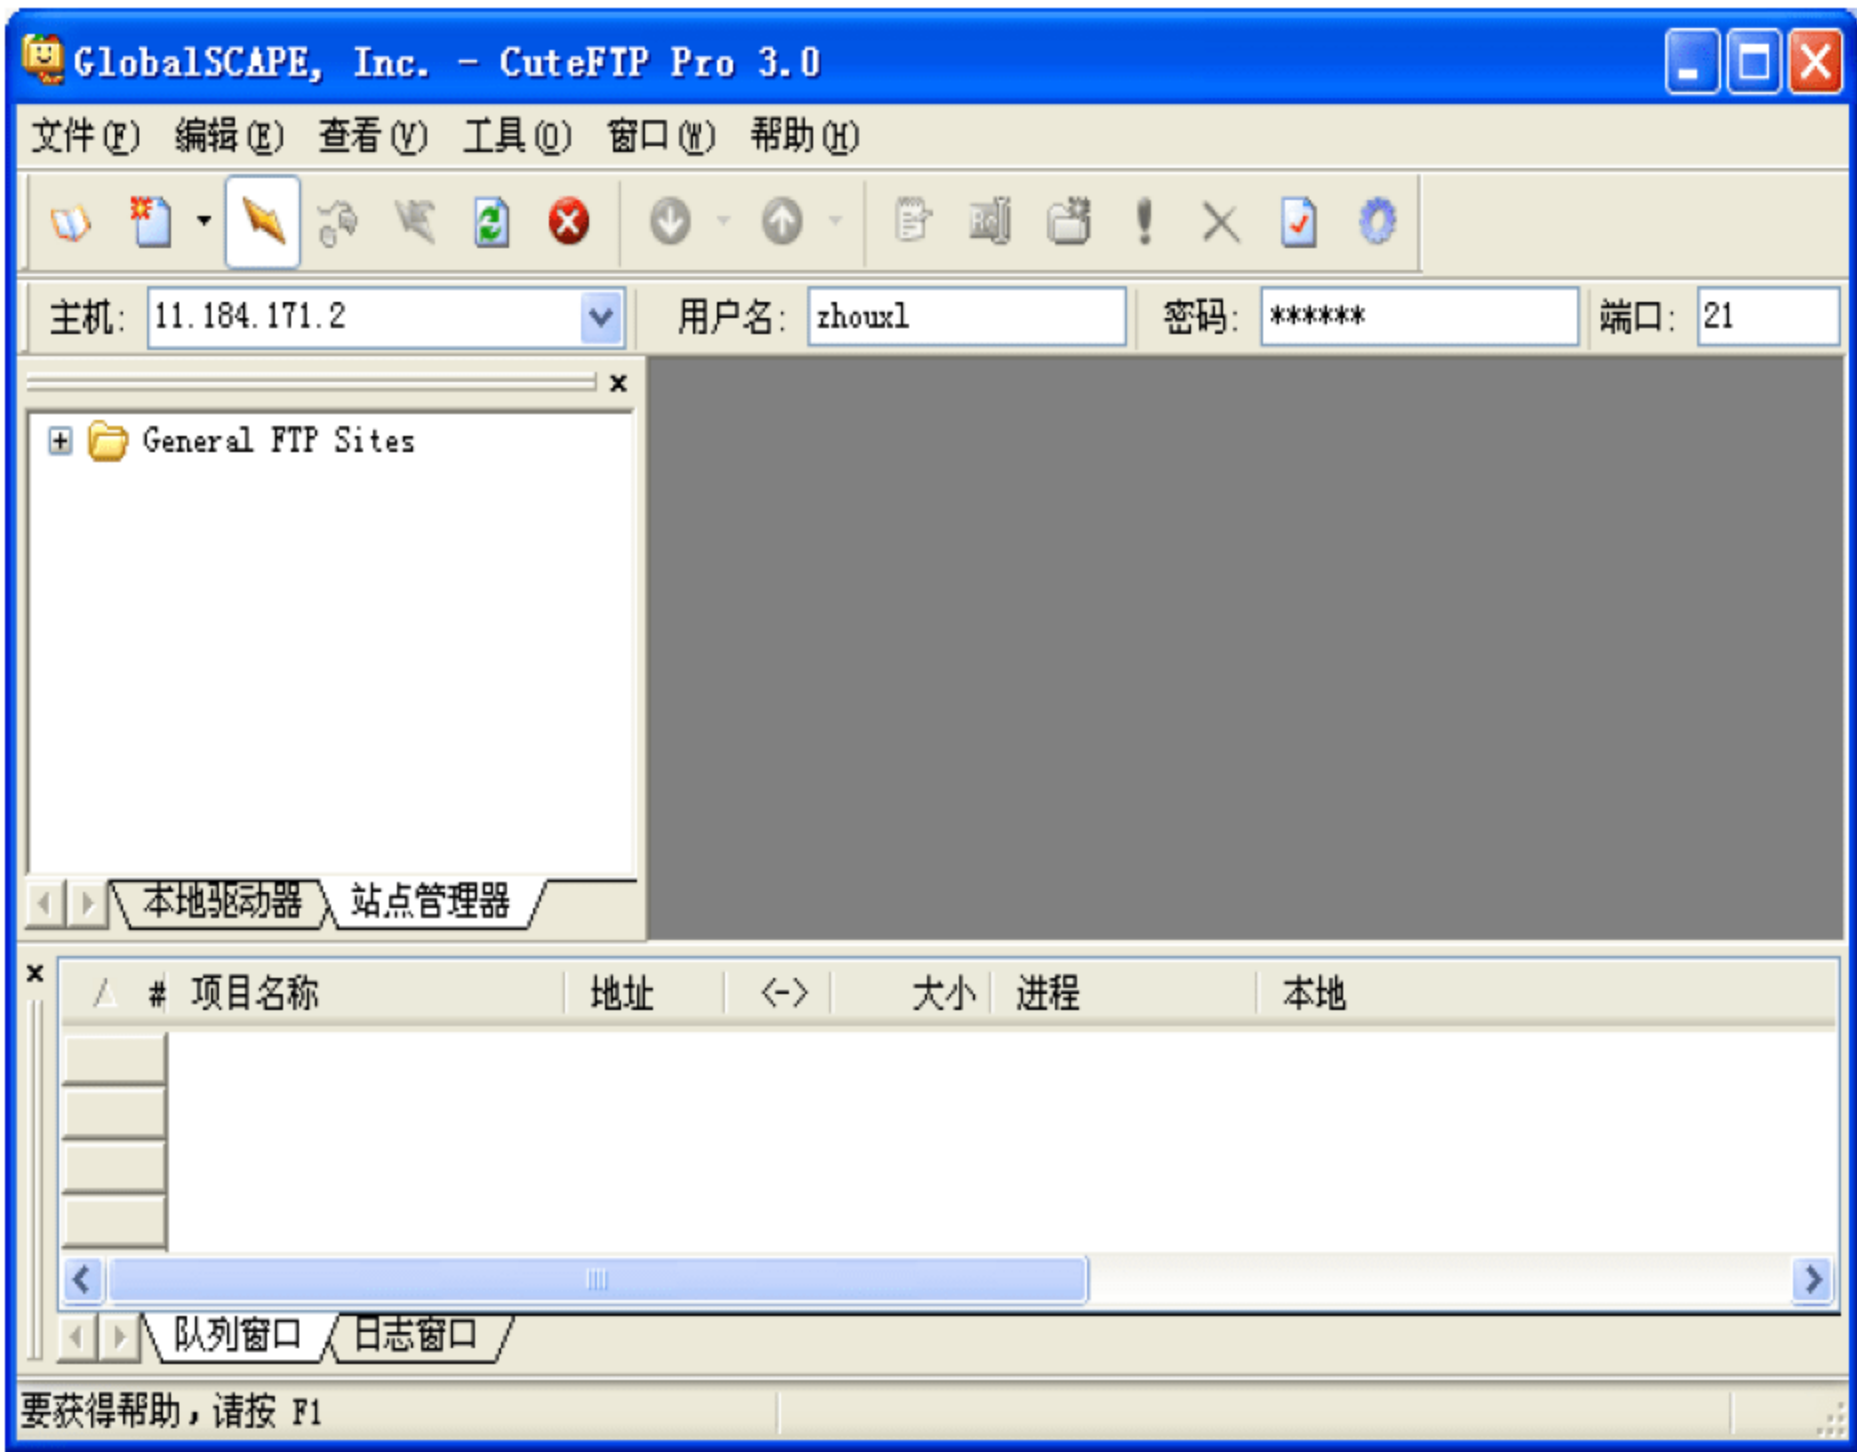 GlobalSCAPE, Inc. - CuteFTP Pro 3.0
文件(F) 编辑(E) 查看(V) 工具(O) 窗口(W) 帮助(H)
主机: 11.184.171.2 用户名: zhouxl 密码: ****** 端口: 21
General FTP Sites
本地驱动器 站点管理器
# 项目名称 地址 <-> 大小 进程 本地
队列窗口 日志窗口
要获得帮助，请按 F1